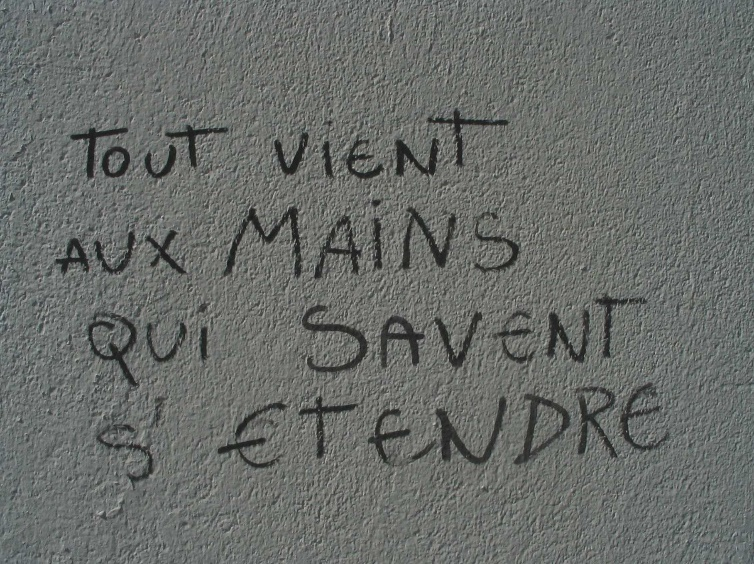 TOUT ViENT
AUX MAiNS
QUi SAVENT
S'ETENDRE